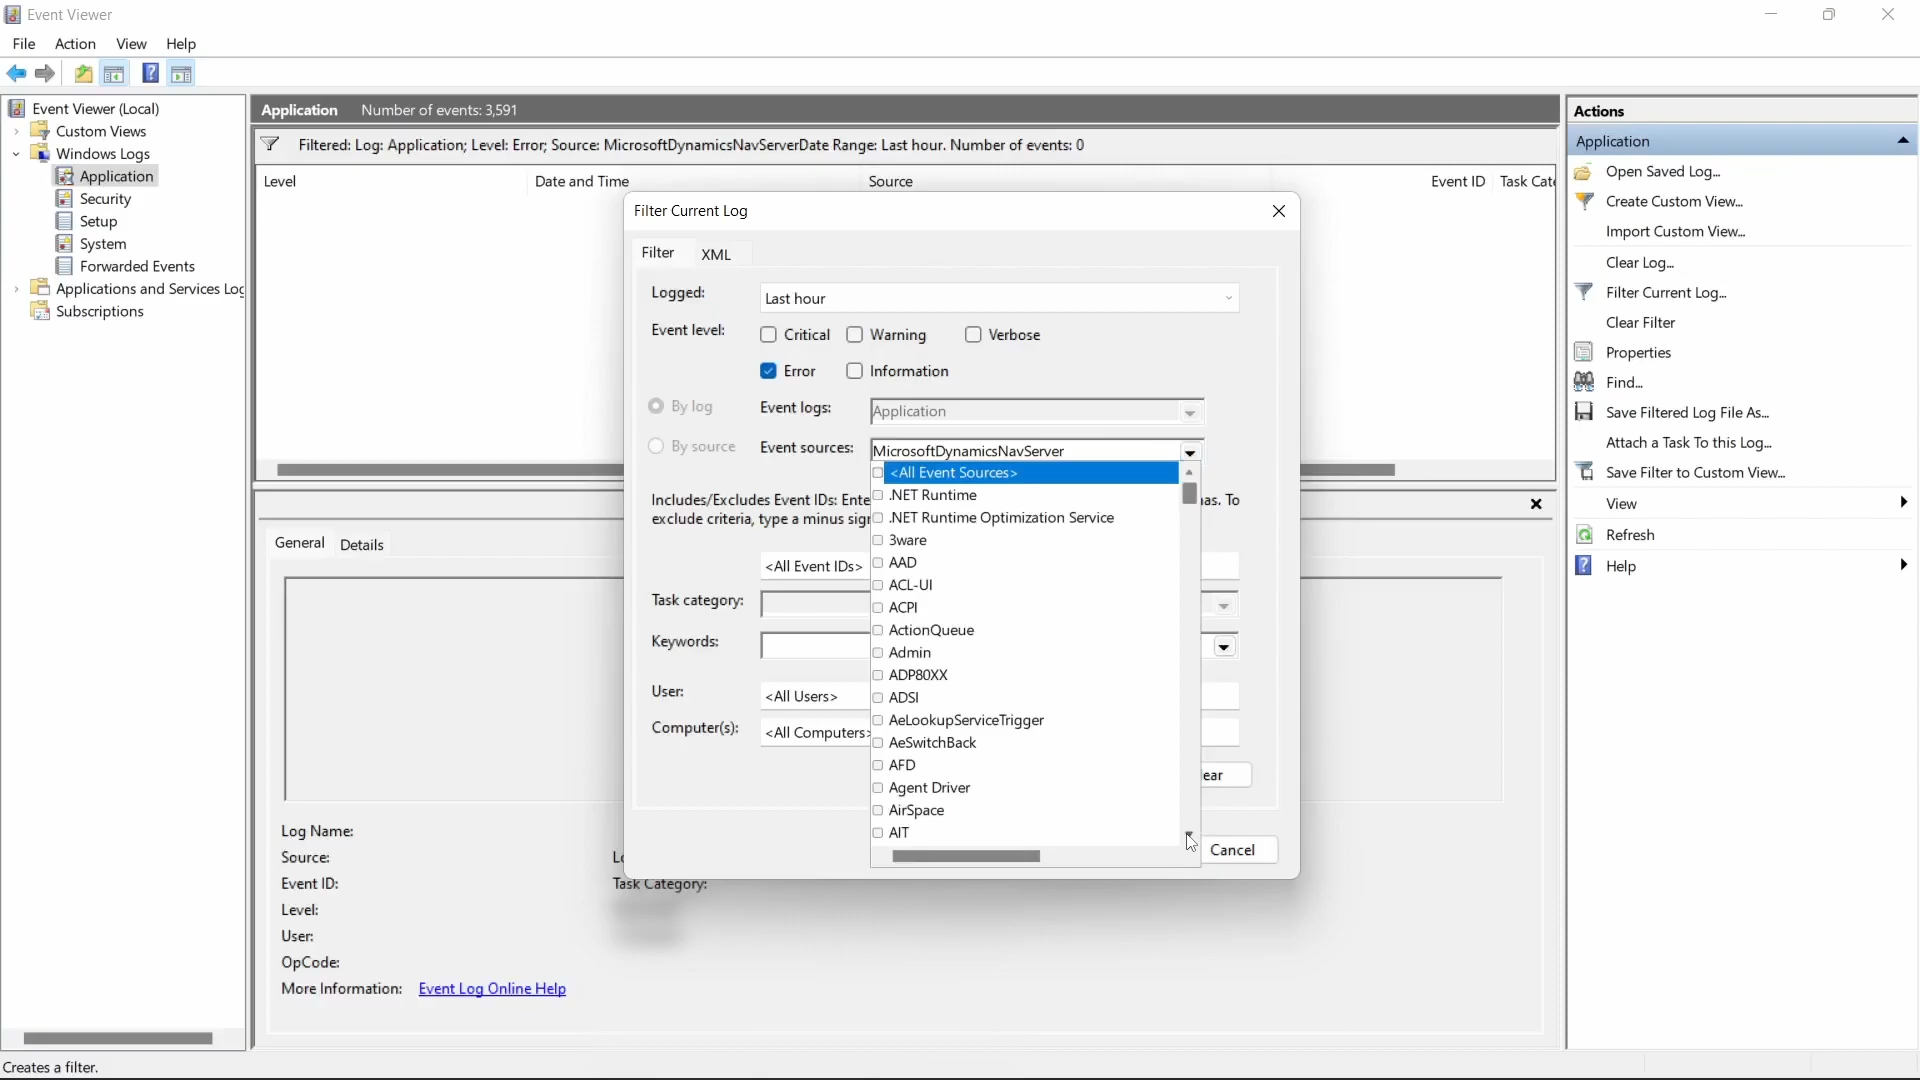 Event Viewer
File Action View Help
Event Viewer (Local)
Custom Views
Windows Logs
Application
Security
Setup
System
Forwarded Events
Applications and Services Log
Subscriptions
Application Number of events: 3,591
Filtered: Log: Application; Level: Error; Source: MicrosoftDynamicsNavServerDate Range: Last hour. Number of events: 0
Level Date and Time Source Event ID Task Cate
Filter Current Log
Filter XML
Logged: Last hour
Event level: Critical Warning Verbose
Error Information
By log Event logs: Application
By source Event sources: MicrosoftDynamicsNavServer
Includes/Excludes Event IDs: Ente as. To
exclude criteria, type a minus sign
<All Event IDs>
Task category:
Keywords:
User: <All Users>
Computer(s): <All Computers>
ear
Cancel
<All Event Sources>
.NET Runtime
.NET Runtime Optimization Service
3ware
AAD
ACL-UI
ACPI
ActionQueue
Admin
ADP80XX
ADSI
AeLookupServiceTrigger
AeSwitchBack
AFD
Agent Driver
AirSpace
AIT
General Details
Log Name:
Source: Lo
Event ID: Task Category:
Level:
User:
OpCode:
More Information: Event Log Online Help
Actions
Application
Open Saved Log...
Create Custom View...
Import Custom View...
Clear Log...
Filter Current Log...
Clear Filter
Properties
Find...
Save Filtered Log File As...
Attach a Task To this Log...
Save Filter to Custom View...
View
Refresh
Help
Creates a filter.